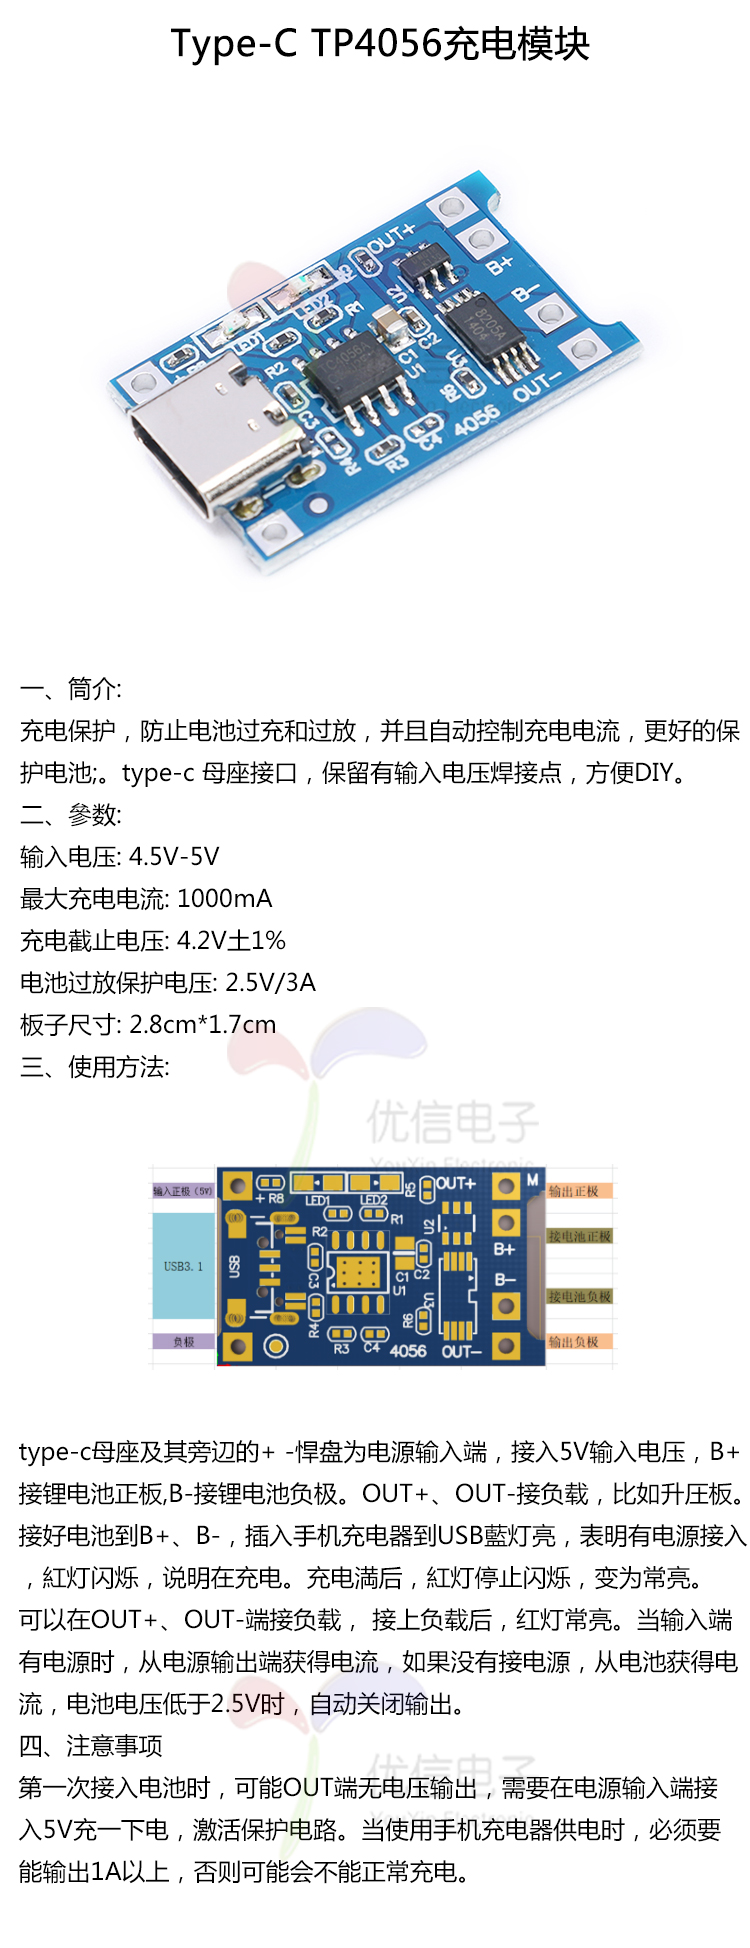 Type-C TP4056充电模块
OUT+
B+
B-
OUT-
R5
U2
LED2
LED1
R1
R2
R8
+
8205A
1404
TC4056A
C2
C1
U1
U3
R6
C3
R4
R3
C4
4056
一、筒介:
充电保护，防止电池过充和过放，并且自动控制充电电流，更好的保
护电池;。type-c 母座接口，保留有输入电压焊接点，方便DIY。
二、參数:
输入电压: 4.5V-5V
最大充电电流: 1000mA
充电截止电压: 4.2V土1%
电池过放保护电压: 2.5V/3A
板子尺寸: 2.8cm*1.7cm
三、使用方法:
优信电子
YouXin Electronic
输入正极（5v）
USB3.1
负极
+ R8
LED1
LED2
R5
OUT+
M
输出正极
R2
R1
U2
接电池正极
B+
USB
C3
C1
C2
U1
B-
U3
接电池负极
R4
R6
R3
C4
4056
OUT-
输出负极
type-c母座及其旁辺的+ -悍盘为电源输入端，接入5V输入电压，B+
接锂电池正板,B-接锂电池负极。OUT+、OUT-接负载，比如升圧板。
接好电池到B+、B-，插入手机充电器到USB藍灯亮，表明有电源接入
，紅灯闪烁，说明在充电。充电満后，紅灯停止闪烁，变为常亮。
可以在OUT+、OUT-端接负载， 接上负载后，红灯常亮。当输入端
有电源时，从电源输出端获得电流，如果没有接电源，从电池获得电
流，电池电压低于2.5V时，自动关闭输出。
四、注意事项
优信电子
YouXin Electronic
第一次接入电池时，可能OUT端无电压输出，需要在电源输入端接
入5V充一下电，激活保护电路。当使用手机充电器供电时，必须要
能输出1A以上，否则可能会不能正常充电。